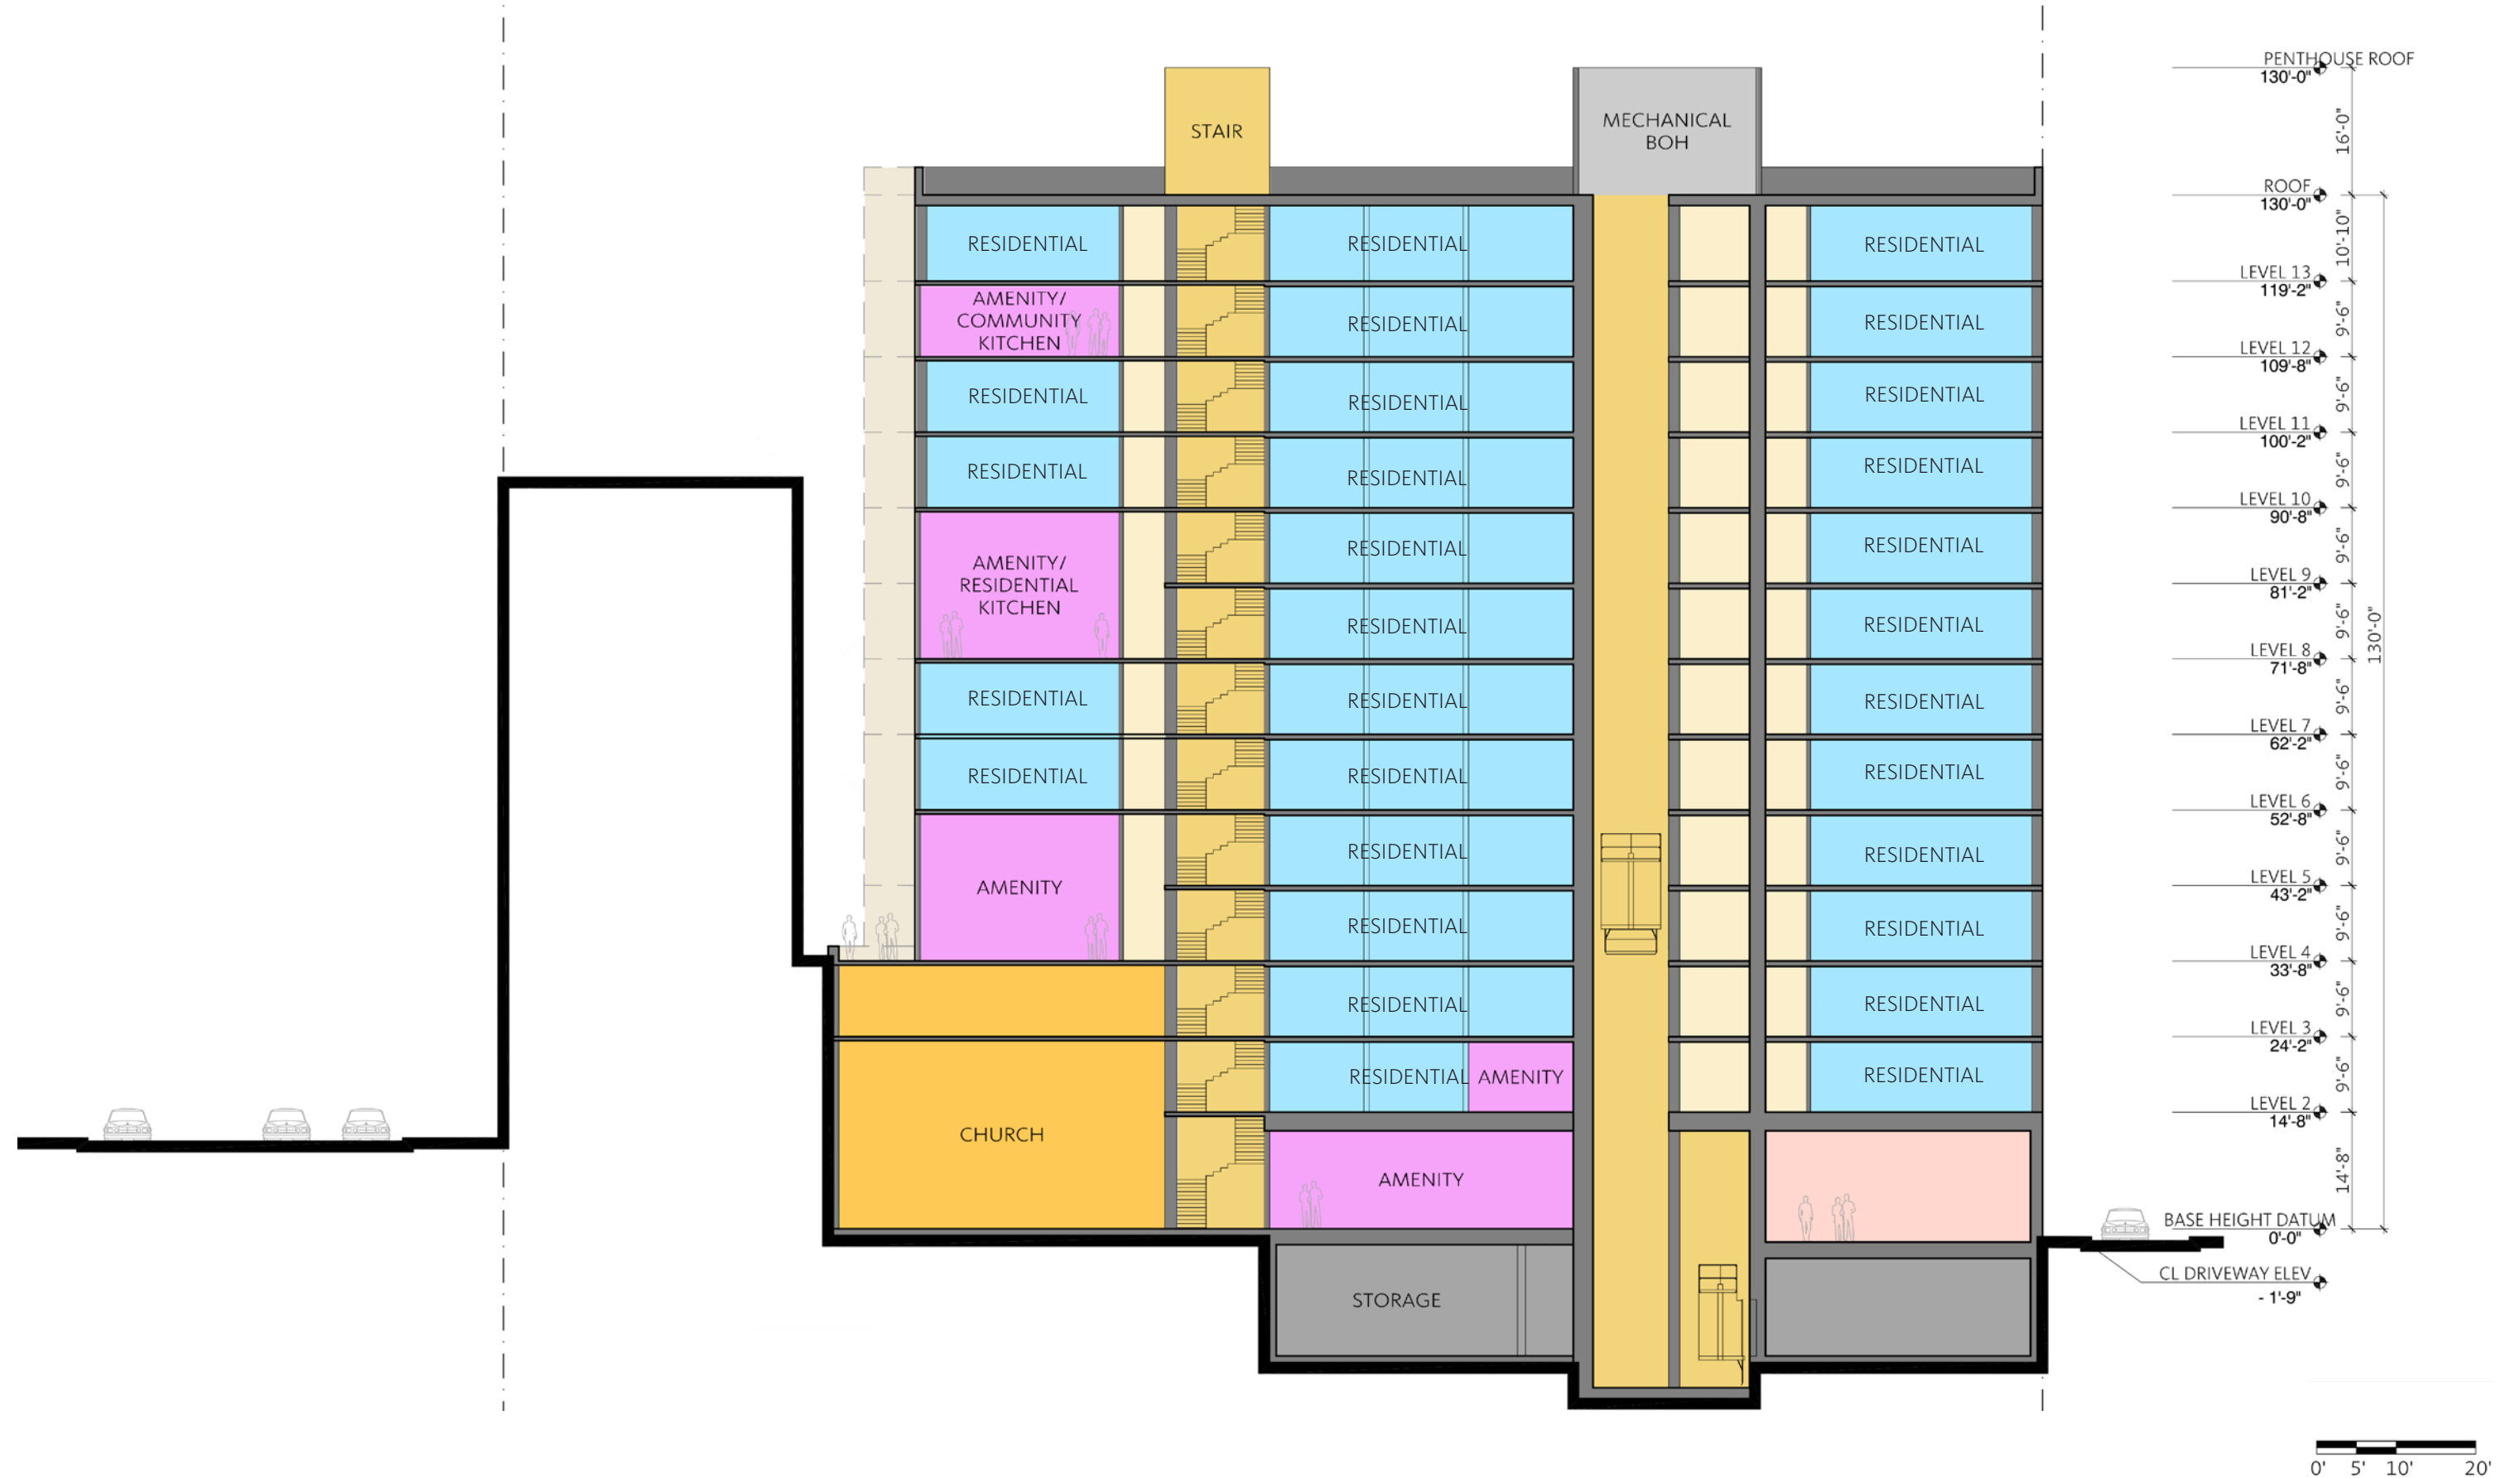 PENTHOUSE ROOF
130'-0"
16'-0"
STAIR
MECHANICAL
BOH
ROOF
130'-0"
10'-10"
RESIDENTIAL
RESIDENTIAL
RESIDENTIAL
LEVEL 13
119'-2"
9'-6"
AMENITY/
COMMUNITY
KITCHEN
RESIDENTIAL
RESIDENTIAL
LEVEL 12
109'-8"
9'-6"
RESIDENTIAL
RESIDENTIAL
RESIDENTIAL
LEVEL 11
100'-2"
9'-6"
RESIDENTIAL
RESIDENTIAL
RESIDENTIAL
LEVEL 10
90'-8"
9'-6"
AMENITY/
RESIDENTIAL
KITCHEN
RESIDENTIAL
RESIDENTIAL
LEVEL 9
81'-2"
9'-6"
RESIDENTIAL
RESIDENTIAL
130'-0"
LEVEL 8
71'-8"
9'-6"
RESIDENTIAL
RESIDENTIAL
RESIDENTIAL
LEVEL 7
62'-2"
9'-6"
RESIDENTIAL
RESIDENTIAL
RESIDENTIAL
LEVEL 6
52'-8"
9'-6"
AMENITY
RESIDENTIAL
RESIDENTIAL
LEVEL 5
43'-2"
9'-6"
RESIDENTIAL
RESIDENTIAL
LEVEL 4
33'-8"
9'-6"
RESIDENTIAL
RESIDENTIAL
LEVEL 3
24'-2"
9'-6"
RESIDENTIAL
AMENITY
RESIDENTIAL
LEVEL 2
14'-8"
14'-8"
CHURCH
AMENITY
BASE HEIGHT DATUM
0'-0"
CL DRIVEWAY ELEV
- 1'-9"
STORAGE
0' 5' 10' 20'